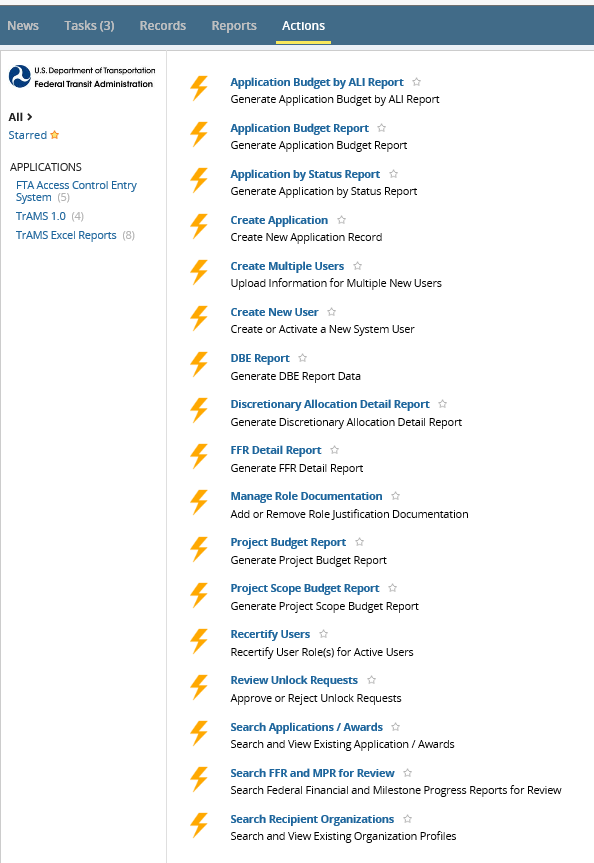 News Tasks (3) Records Reports Actions
U.S. Department of Transportation
Federal Transit Administration
All >
Starred
APPLICATIONS
FTA Access Control Entry
System (5)
TrAMS 1.0 (4)
TrAMS Excel Reports (8)
Application Budget by ALI Report
Generate Application Budget by ALI Report
Application Budget Report
Generate Application Budget Report
Application by Status Report
Generate Application by Status Report
Create Application
Create New Application Record
Create Multiple Users
Upload Information for Multiple New Users
Create New User
Create or Activate a New System User
DBE Report
Generate DBE Report Data
Discretionary Allocation Detail Report
Generate Discretionary Allocation Detail Report
FFR Detail Report
Generate FFR Detail Report
Manage Role Documentation
Add or Remove Role Justification Documentation
Project Budget Report
Generate Project Budget Report
Project Scope Budget Report
Generate Project Scope Budget Report
Recertify Users
Recertify User Role(s) for Active Users
Review Unlock Requests
Approve or Reject Unlock Requests
Search Applications / Awards
Search and View Existing Application / Awards
Search FFR and MPR for Review
Search Federal Financial and Milestone Progress Reports for Review
Search Recipient Organizations
Search and View Existing Organization Profiles